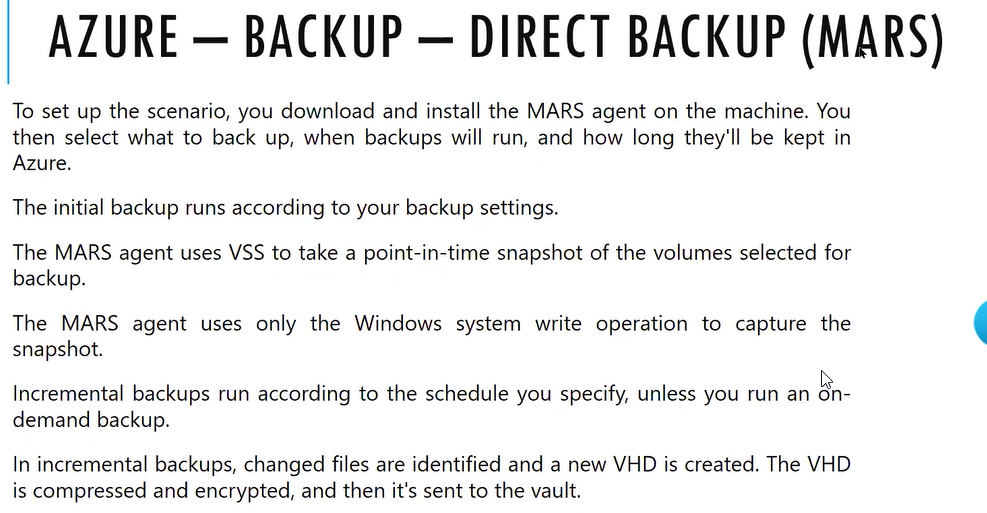 AZURE – BACKUP – DIRECT BACKUP (MARS)
To set up the scenario, you download and install the MARS agent on the machine. You
then select what to back up, when backups will run, and how long they'll be kept in
Azure.
The initial backup runs according to your backup settings.
The MARS agent uses VSS to take a point-in-time snapshot of the volumes selected for
backup.
The MARS agent uses only the Windows system write operation to capture the
snapshot.
Incremental backups run according to the schedule you specify, unless you run an on-
demand backup.
In incremental backups, changed files are identified and a new VHD is created. The VHD
is compressed and encrypted, and then it's sent to the vault.